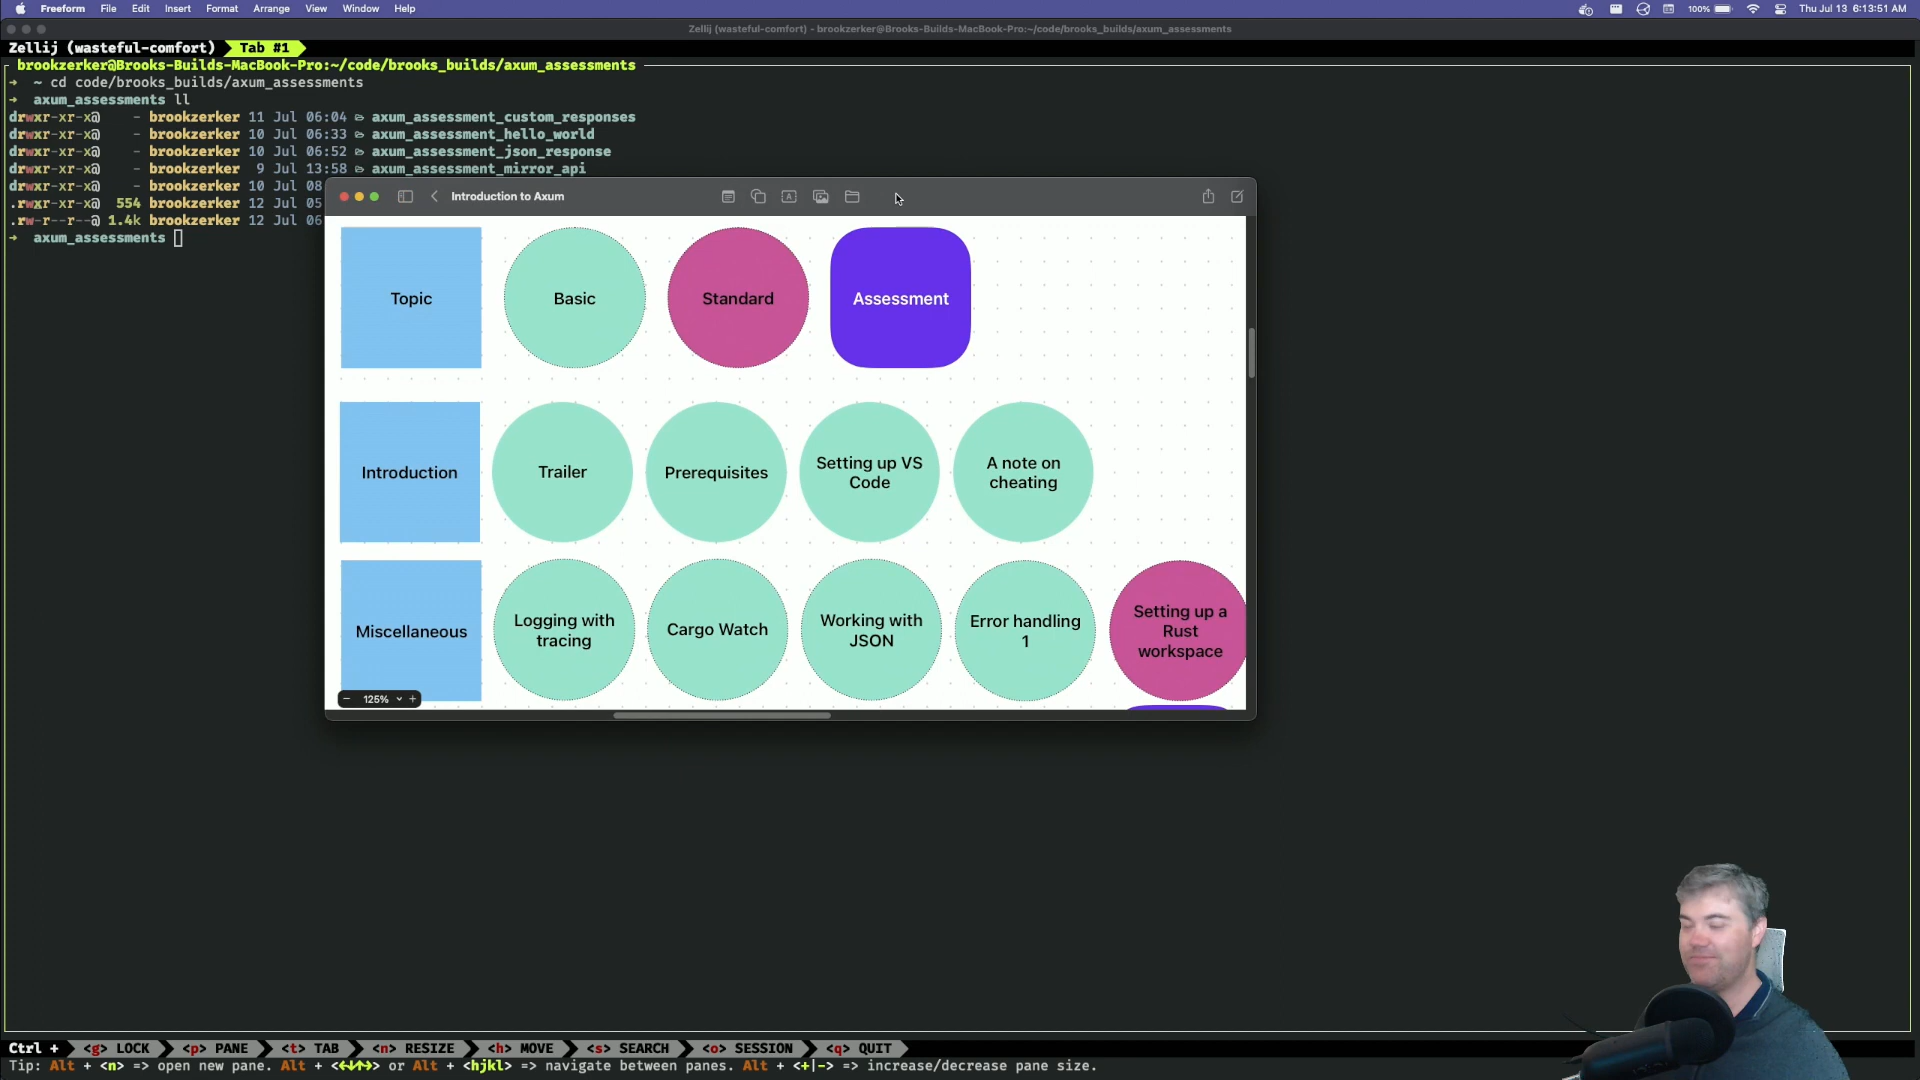 Freeform File Edit Insert Format Arrange View Window Help 100% Thu Jul 13 6:13:51 AM
Zellij (wasteful-comfort) - brookzerker@Brooks-Builds-MacBook-Pro:~/code/brooks_builds/axum_assessments
Zellij (wasteful-comfort) Tab #1
brookzerker@Brooks-Builds-MacBook-Pro:~/code/brooks_builds/axum_assessments
→ ~ cd code/brooks_builds/axum_assessments
→ axum_assessments ll
drwxr-xr-x@ - brookzerker 11 Jul 06:04 axum_assessment_custom_responses
drwxr-xr-x@ - brookzerker 10 Jul 06:33 axum_assessment_hello_world
drwxr-xr-x@ - brookzerker 10 Jul 06:52 axum_assessment_json_response
drwxr-xr-x@ - brookzerker 9 Jul 13:58 axum_assessment_mirror_api
drwxr-xr-x@ - brookzerker 10 Jul 08
.rwxr-xr-x@ 554 brookzerker 12 Jul 05
.rw-r--r--@ 1.4k brookzerker 12 Jul 06
→ axum_assessments
Introduction to Axum
Topic
Basic
Standard
Assessment
Introduction
Trailer
Prerequisites
Setting up VS
Code
A note on
cheating
Miscellaneous
Logging with
tracing
Cargo Watch
Working with
JSON
Error handling
1
Setting up a
Rust
workspace
− 125% +
Ctrl + <g> LOCK <p> PANE <t> TAB <n> RESIZE <h> MOVE <s> SEARCH <o> SESSION <q> QUIT
Tip: Alt + <n> => open new pane. Alt + <←↓↑→> or Alt + <hjkl> => navigate between panes. Alt + <+|-> => increase/decrease pane size.